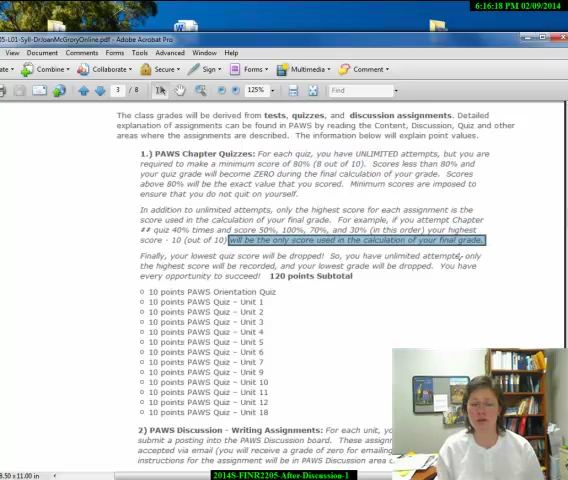 6:16:18 PM 02/09/2014
05-L01-Syll-DrJoanMcGroryOnline.pdf - Adobe Acrobat Pro
View Document Comments Forms Tools Advanced Window Help
Combine Collaborate Secure Sign Forms Multimedia Comment
3 / 8 125% Find
The class grades will be derived from tests, quizzes, and discussion assignments. Detailed
explanation of assignments can be found in PAWS by reading the Content, Discussion, Quiz and other
areas where the assignments are described. The information below will explain point values.
1.) PAWS Chapter Quizzes: For each quiz, you have UNLIMITED attempts, but you are
required to make a minimum score of 80% (8 out of 10). Scores less than 80% and
your quiz grade will become ZERO during the final calculation of your grade. Scores
above 80% will be the exact value that you scored. Minimum scores are imposed to
ensure that you do not quit on yourself.
In addition to unlimited attempts, only the highest score for each assignment is the
score used in the calculation of your final grade. For example, if you attempt Chapter
## quiz 40% times and score 50%, 100%, 70%, and 30% (in this order) your highest
score - 10 (out of 10) will be the only score used in the calculation of your final grade.
Finally, your lowest quiz score will be dropped! So, you have unlimited attempts, only
the highest score will be recorded, and your lowest grade will be dropped. You have
every opportunity to succeed! 120 points Subtotal
10 points PAWS Orientation Quiz
10 points PAWS Quiz – Unit 1
10 points PAWS Quiz – Unit 2
10 points PAWS Quiz – Unit 3
10 points PAWS Quiz – Unit 4
10 points PAWS Quiz – Unit 5
10 points PAWS Quiz – Unit 6
10 points PAWS Quiz – Unit 7
10 points PAWS Quiz – Unit 9
10 points PAWS Quiz – Unit 10
10 points PAWS Quiz – Unit 11
10 points PAWS Quiz – Unit 12
10 points PAWS Quiz – Unit 18
2) PAWS Discussion - Writing Assignments: For each unit, yo
submit a posting into the PAWS Discussion board. These assignm
accepted via email (you will receive a grade of zero for emailing
instructions for the assignment will be in PAWS Discussion area o
8.50 x 11.00 in
2014S-FINR2205-After-Discussion-1